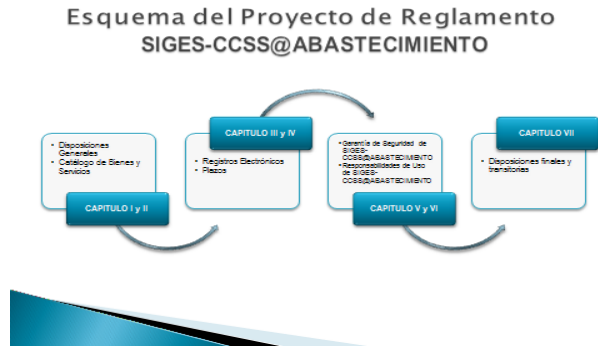 Esquema del Proyecto de Reglamento
SIGES-CCSS@ABASTECIMIENTO
• Disposiciones
Generales
• Catálogo de Bienes y
Servicios
CAPITULO I y II
CAPITULO III y IV
• Registros Electrónicos
• Plazos
•Garantía de Seguridad de
SIGES-
CCSS@ABASTECIMIENTO
•Responsabilidades de Uso
de SIGES-
CCSS@ABASTECIMIENTO
CAPITULO V y VI
CAPITULO VII
• Disposiciones finales y
transitorias